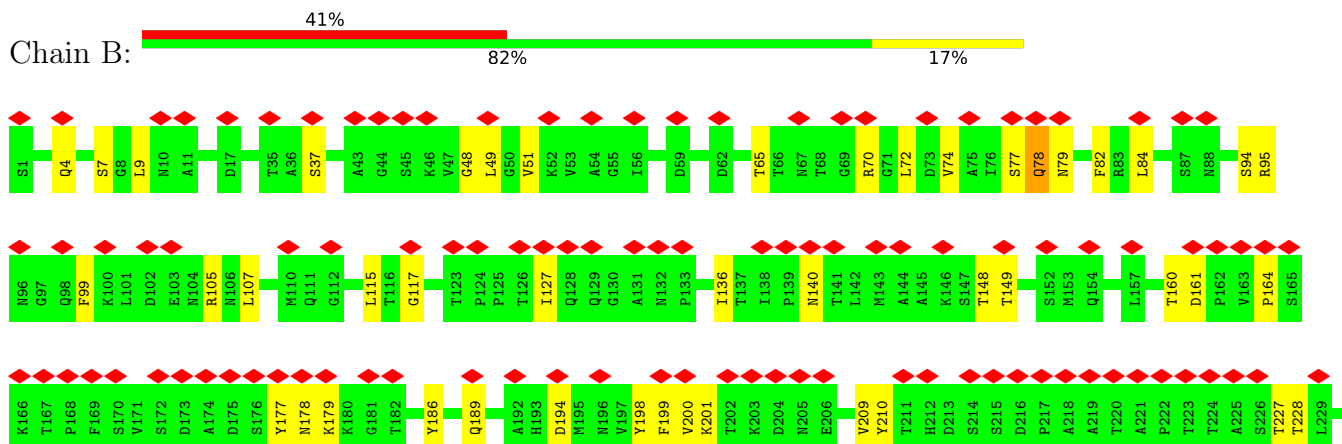 41%
Chain B:
82% 17%
S1 Q4 S7 G8 L9 N10 A11 D17 T35 A36 S37 A43 G44 S45 K46 V47 G48 L49 G50 V51 K52 V53 A54 G55 I56 D59 D62 T65 T66 N67 T68 G69 R70 G71 L72 D73 V74 A75 I76 S77 Q78 N79 F82 R83 L84 S87 N88 S94 R95
N96 G97 Q98 F99 K100 L101 D102 E103 N104 R105 N106 L107 M110 Q111 G112 L115 T116 G117 T123 P124 P125 T126 I127 Q128 Q129 G130 A131 N132 P133 I136 T137 I138 P139 N140 T141 L142 M143 A144 A145 K146 S147 T148 T149 S152 M153 Q154 L157 T160 D161 P162 V163 P164 S165
K166 T167 P168 F169 S170 V171 S172 D173 A174 D175 S176 Y177 N178 K179 K180 G181 T182 Y186 Q189 A192 H193 D194 M195 N196 V197 Y198 F199 V200 K201 T202 K203 D204 N205 E206 V209 Y210 T211 H212 D213 S214 S215 D216 P217 A218 A219 T220 A221 P222 T223 T224 A225 S226 T227 T228 L229